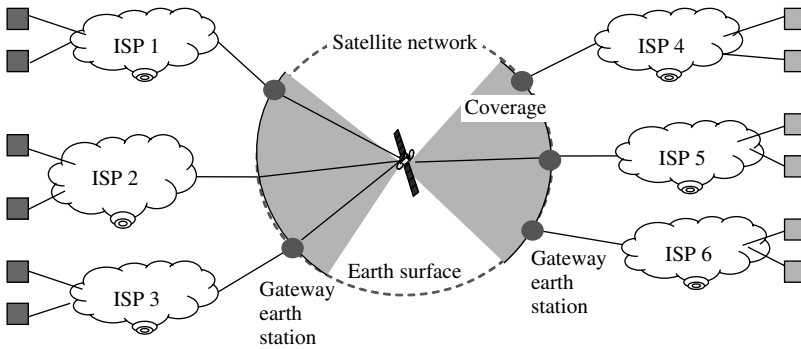 ISP 1
Satellite network
ISP 4
Coverage
ISP 2
ISP 5
ISP 3
Gateway
earth
station
Earth surface
Gateway
earth
station
ISP 6